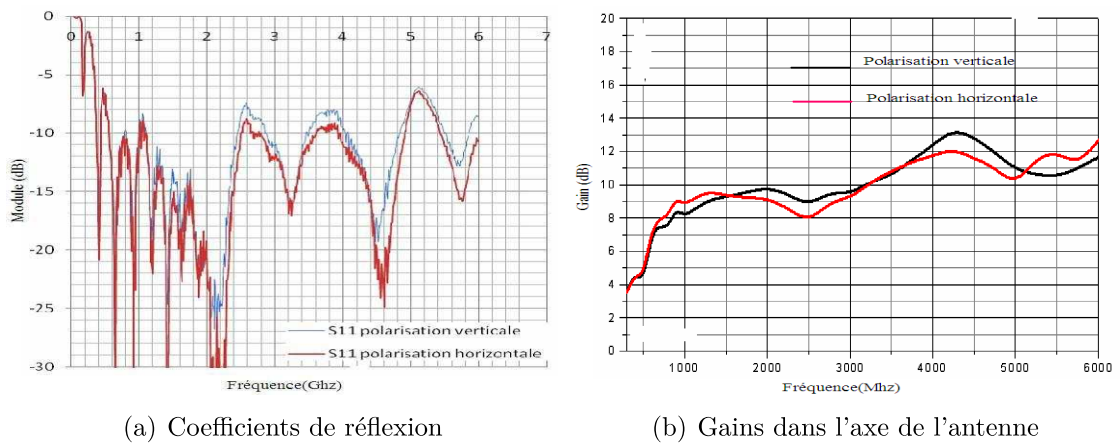 0
0 1 2 3 4 5 6 7
-5
-10
-15
-20
-25
-30
Module (dB)
S11 polarisation verticale
S11 polarisation horizontale
Fréquence(Ghz
(a) Coefficients de réflexion
20
18
16
14
12
10
8
6
4
2
0
Gain (dB)
Polarisation verticale
Polarisation horizontale
1000 2000 3000 4000 5000 6000
Fréquence(Mhz
(b) Gains dans l'axe de l'antenne